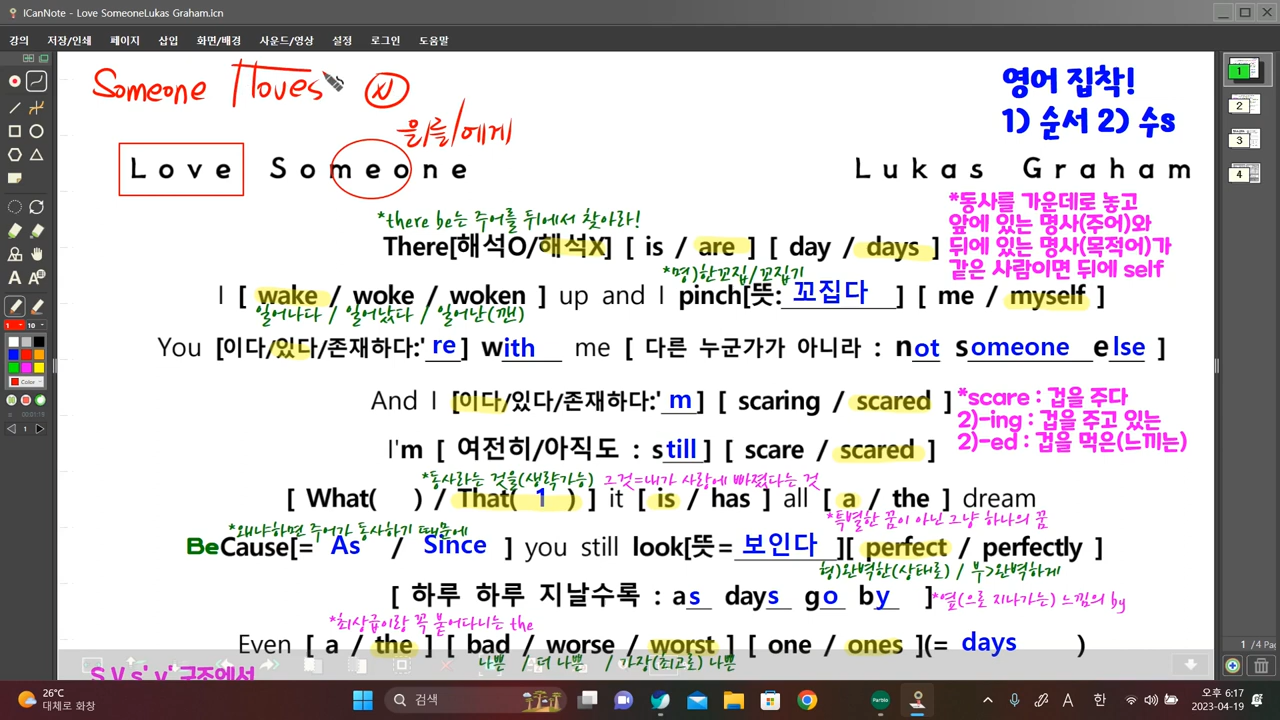 ICanNote - Love SomeoneLukas Graham.icn
강의 저장/인쇄 페이지 삽입 화면/배경 사운드/영상 설정 로그인 도움말
Someone loves
영어 집착!
1) 순서 2) 수s
을/를/에게
Love Someone Lukas Graham
*동사를 가운데로 놓고
앞에 있는 명사(주어)와
뒤에 있는 명사(목적어)가
같은 사람이면 뒤에 self
*there be는 주어를 뒤에서 찾아라!
There[해석O/해석X] [ is / are ] [ day / days ]
*명)한꼬집/꼬집기
I [ wake / woke / woken ] up and I pinch[뜻: 꼬집다 ] [ me / myself ]
일어나다 / 일어났다 / 일어난(깬)
You [이다/있다/존재하다:'re] with me [ 다른 누군가가 아니라 : not someone else ]
And I [이다/있다/존재하다:'m] [ scaring / scared ]
*scare : 겁을 주다
2)-ing : 겁을 주고 있는
2)-ed : 겁을 먹은(느끼는)
I'm [ 여전히/아직도 : still] [ scare / scared ]
*동사라는 것을(생략가능) 그것=내가 사랑에 빠졌다는 것
[ What( ) / That( 1 ) ] it [ is / has ] all [ a / the ] dream
*특별한 꿈이 아닌 그냥 하나의 꿈
*왜냐하면 주어가 동사하기 때문에
BeCause[= As / Since ] you still look[뜻= 보인다 ][ perfect / perfectly ]
형)완벽한(상태로) / 부>완벽하게
[ 하루 하루 지날수록 : as days go by ]
*옆(으로 지나가는) 느낌의 by
*최상급이랑 꼭 붙어다니는 the
Even [ a / the ] [ bad / worse / worst ] [ one / ones ](= days )
나쁜 / 더 나쁜 / 가장(최고로) 나쁜
S V s' v' 구조에서
1
2
3
4
10
Color
00:01:15
1
1 / 4 Pag
26°C
대체로 화창
검색
Parblo
A 한
오후 6:17
2023-04-19